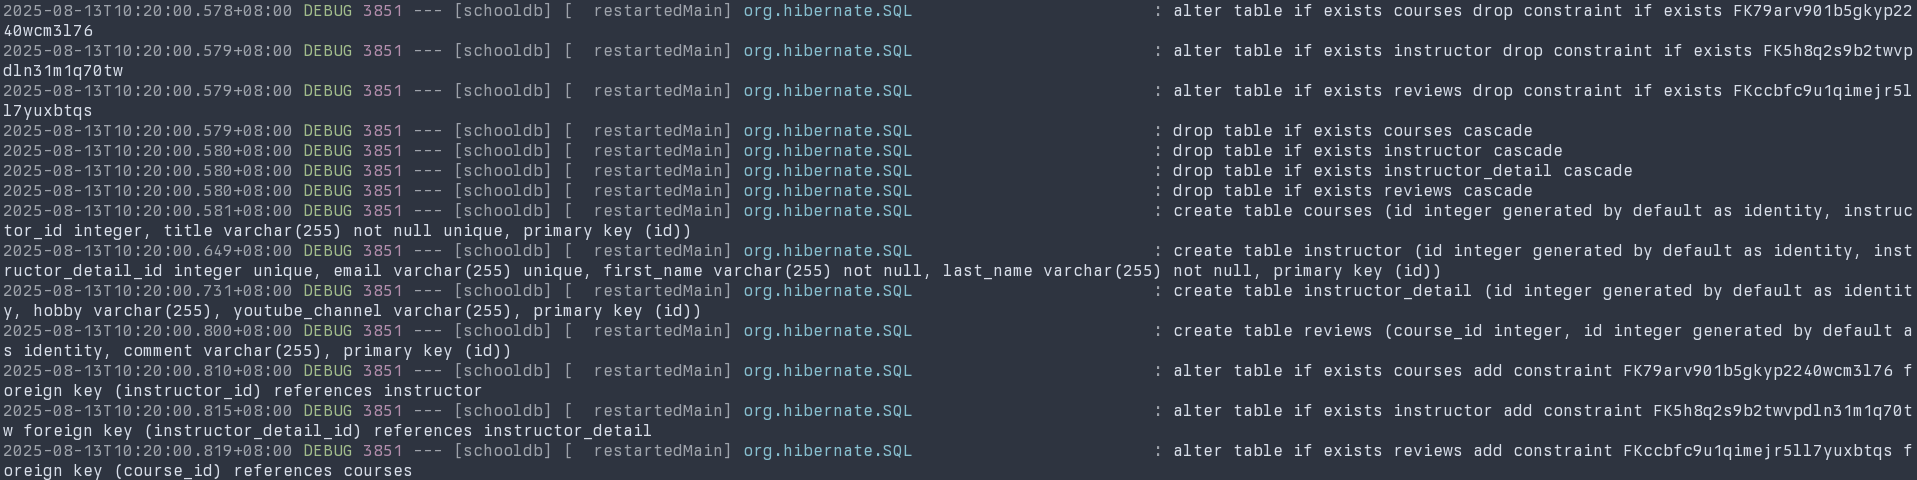 2025-08-13T10:20:00.578+08:00 DEBUG 3851 --- [schooldb] [  restartedMain] org.hibernate.SQL                        : alter table if exists courses drop constraint if exists FK79arv901b5gkyp22
40wcm3l76
2025-08-13T10:20:00.579+08:00 DEBUG 3851 --- [schooldb] [  restartedMain] org.hibernate.SQL                        : alter table if exists instructor drop constraint if exists FK5h8q2s9b2twvp
dln31m1q70tw
2025-08-13T10:20:00.579+08:00 DEBUG 3851 --- [schooldb] [  restartedMain] org.hibernate.SQL                        : alter table if exists reviews drop constraint if exists FKccbfc9u1qimejr5l
l7yuxbtqs
2025-08-13T10:20:00.579+08:00 DEBUG 3851 --- [schooldb] [  restartedMain] org.hibernate.SQL                        : drop table if exists courses cascade
2025-08-13T10:20:00.580+08:00 DEBUG 3851 --- [schooldb] [  restartedMain] org.hibernate.SQL                        : drop table if exists instructor cascade
2025-08-13T10:20:00.580+08:00 DEBUG 3851 --- [schooldb] [  restartedMain] org.hibernate.SQL                        : drop table if exists instructor_detail cascade
2025-08-13T10:20:00.580+08:00 DEBUG 3851 --- [schooldb] [  restartedMain] org.hibernate.SQL                        : drop table if exists reviews cascade
2025-08-13T10:20:00.581+08:00 DEBUG 3851 --- [schooldb] [  restartedMain] org.hibernate.SQL                        : create table courses (id integer generated by default as identity, instruc
tor_id integer, title varchar(255) not null unique, primary key (id))
2025-08-13T10:20:00.649+08:00 DEBUG 3851 --- [schooldb] [  restartedMain] org.hibernate.SQL                        : create table instructor (id integer generated by default as identity, inst
ructor_detail_id integer unique, email varchar(255) unique, first_name varchar(255) not null, last_name varchar(255) not null, primary key (id))
2025-08-13T10:20:00.731+08:00 DEBUG 3851 --- [schooldb] [  restartedMain] org.hibernate.SQL                        : create table instructor_detail (id integer generated by default as identit
y, hobby varchar(255), youtube_channel varchar(255), primary key (id))
2025-08-13T10:20:00.800+08:00 DEBUG 3851 --- [schooldb] [  restartedMain] org.hibernate.SQL                        : create table reviews (course_id integer, id integer generated by default a
s identity, comment varchar(255), primary key (id))
2025-08-13T10:20:00.810+08:00 DEBUG 3851 --- [schooldb] [  restartedMain] org.hibernate.SQL                        : alter table if exists courses add constraint FK79arv901b5gkyp2240wcm3l76 f
oreign key (instructor_id) references instructor
2025-08-13T10:20:00.815+08:00 DEBUG 3851 --- [schooldb] [  restartedMain] org.hibernate.SQL                        : alter table if exists instructor add constraint FK5h8q2s9b2twvpdln31m1q70t
w foreign key (instructor_detail_id) references instructor_detail
2025-08-13T10:20:00.819+08:00 DEBUG 3851 --- [schooldb] [  restartedMain] org.hibernate.SQL                        : alter table if exists reviews add constraint FKccbfc9u1qimejr5ll7yuxbtqs f
oreign key (course_id) references courses